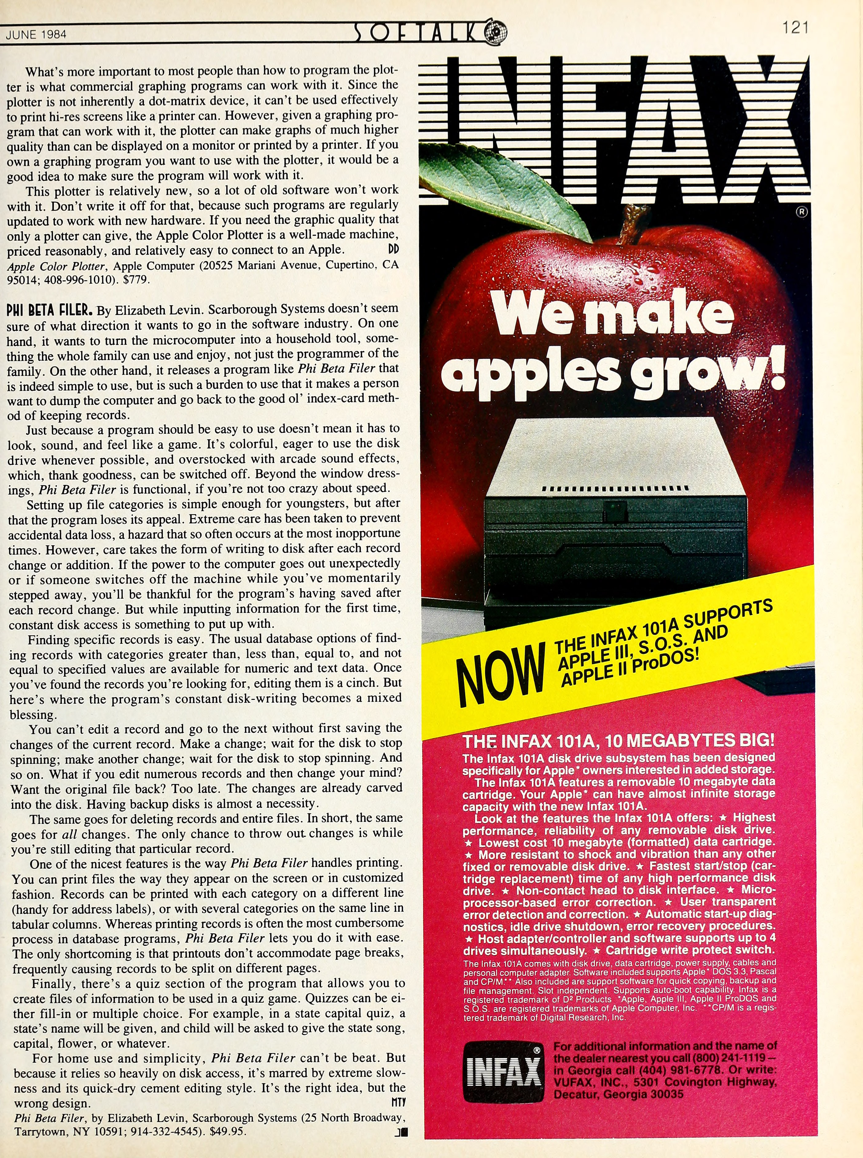 JUNE 1984
SOFTALK
121
What's more important to most people than how to program the plot-
ter is what commercial graphing programs can work with it. Since the
plotter is not inherently a dot-matrix device, it can't be used effectively
to print hi-res screens like a printer can. However, given a graphing pro-
gram that can work with it, the plotter can make graphs of much higher
quality than can be displayed on a monitor or printed by a printer. If you
own a graphing program you want to use with the plotter, it would be a
good idea to make sure the program will work with it.
This plotter is relatively new, so a lot of old software won't work
with it. Don't write it off for that, because such programs are regularly
updated to work with new hardware. If you need the graphic quality that
only a plotter can give, the Apple Color Plotter is a well-made machine,
priced reasonably, and relatively easy to connect to an Apple. DD
Apple Color Plotter, Apple Computer (20525 Mariani Avenue, Cupertino, CA
95014; 408-996-1010). $779.
PHI BETA FILER. By Elizabeth Levin. Scarborough Systems doesn't seem
sure of what direction it wants to go in the software industry. On one
hand, it wants to turn the microcomputer into a household tool, some-
thing the whole family can use and enjoy, not just the programmer of the
family. On the other hand, it releases a program like Phi Beta Filer that
is indeed simple to use, but is such a burden to use that it makes a person
want to dump the computer and go back to the good ol' index-card meth-
od of keeping records.
Just because a program should be easy to use doesn't mean it has to
look, sound, and feel like a game. It's colorful, eager to use the disk
drive whenever possible, and overstocked with arcade sound effects,
which, thank goodness, can be switched off. Beyond the window dress-
ings, Phi Beta Filer is functional, if you're not too crazy about speed.
Setting up file categories is simple enough for youngsters, but after
that the program loses its appeal. Extreme care has been taken to prevent
accidental data loss, a hazard that so often occurs at the most inopportune
times. However, care takes the form of writing to disk after each record
change or addition. If the power to the computer goes out unexpectedly
or if someone switches off the machine while you've momentarily
stepped away, you'll be thankful for the program's having saved after
each record change. But while inputting information for the first time,
constant disk access is something to put up with.
Finding specific records is easy. The usual database options of find-
ing records with categories greater than, less than, equal to, and not
equal to specified values are available for numeric and text data. Once
you've found the records you're looking for, editing them is a cinch. But
here's where the program's constant disk-writing becomes a mixed
blessing.
You can't edit a record and go to the next without first saving the
changes of the current record. Make a change; wait for the disk to stop
spinning; make another change; wait for the disk to stop spinning. And
so on. What if you edit numerous records and then change your mind?
Want the original file back? Too late. The changes are already carved
into the disk. Having backup disks is almost a necessity.
The same goes for deleting records and entire files. In short, the same
goes for all changes. The only chance to throw out changes is while
you're still editing that particular record.
One of the nicest features is the way Phi Beta Filer handles printing.
You can print files the way they appear on the screen or in customized
fashion. Records can be printed with each category on a different line
(handy for address labels), or with several categories on the same line in
tabular columns. Whereas printing records is often the most cumbersome
process in database programs, Phi Beta Filer lets you do it with ease.
The only shortcoming is that printouts don't accommodate page breaks,
frequently causing records to be split on different pages.
Finally, there's a quiz section of the program that allows you to
create files of information to be used in a quiz game. Quizzes can be ei-
ther fill-in or multiple choice. For example, in a state capital quiz, a
state's name will be given, and child will be asked to give the state song,
capital, flower, or whatever.
For home use and simplicity, Phi Beta Filer can't be beat. But
because it relies so heavily on disk access, it's marred by extreme slow-
ness and its quick-dry cement editing style. It's the right idea, but the
wrong design. MTY
Phi Beta Filer, by Elizabeth Levin, Scarborough Systems (25 North Broadway,
Tarrytown, NY 10591; 914-332-4545). $49.95.
INFAX
®
We make
apples grow!
NOW
THE INFAX 101A SUPPORTS
APPLE III, S.O.S. AND
APPLE II ProDOS!
THE INFAX 101A, 10 MEGABYTES BIG!
The Infax 101A disk drive subsystem has been designed
specifically for Apple* owners interested in added storage.
The Infax 101A features a removable 10 megabyte data
cartridge. Your Apple* can have almost infinite storage
capacity with the new Infax 101A.
Look at the features the Infax 101A offers: ★ Highest
performance, reliability of any removable disk drive.
★ Lowest cost 10 megabyte (formatted) data cartridge.
★ More resistant to shock and vibration than any other
fixed or removable disk drive. ★ Fastest start/stop (car-
tridge replacement) time of any high performance disk
drive. ★ Non-contact head to disk interface. ★ Micro-
processor-based error correction. ★ User transparent
error detection and correction. ★ Automatic start-up diag-
nostics, idle drive shutdown, error recovery procedures.
★ Host adapter/controller and software supports up to 4
drives simultaneously. ★ Cartridge write protect switch.
The Infax 101A comes with disk drive, data cartridge, power supply, cables and
personal computer adapter. Software included supports Apple* DOS 3.3, Pascal
and CP/M.** Also included are support software for quick copying, backup and
file management. Slot independent. Supports auto-boot capability. Infax is a
registered trademark of D² Products. *Apple, Apple III, Apple II ProDOS and
S.O.S. are registered trademarks of Apple Computer, Inc. **CP/M is a regis-
tered trademark of Digital Research, Inc.
INFAX®
For additional information and the name of
the dealer nearest you call (800) 241-1119 –
in Georgia call (404) 981-6778. Or write:
VUFAX, INC., 5301 Covington Highway,
Decatur, Georgia 30035